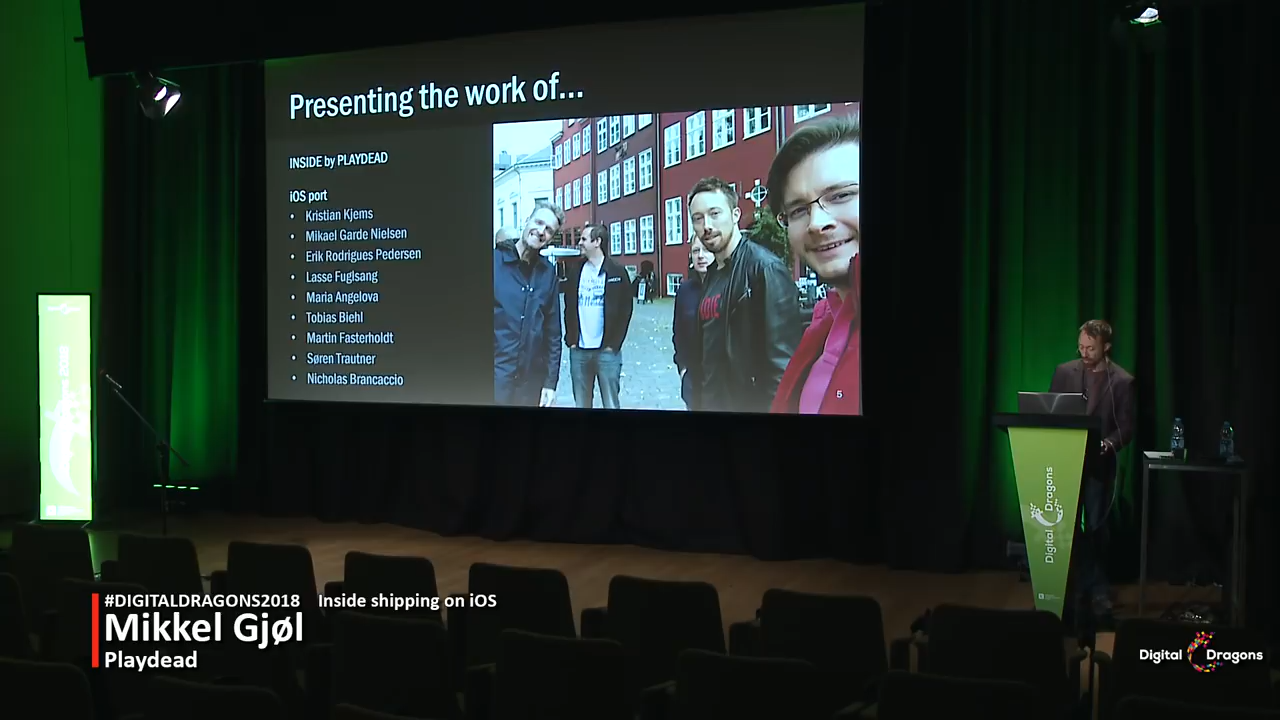 Presenting the work of...
INSIDE by PLAYDEAD
iOS port
• Kristian Kjems
• Mikael Garde Nielsen
• Erik Rodrigues Pedersen
• Lasse Fuglsang
• Maria Angelova
• Tobias Biehl
• Martin Fasterholdt
• Søren Trautner
• Nicholas Brancaccio
5
Digital Dragons
#DIGITALDRAGONS2018 Inside shipping on iOS
Mikkel Gjøl
Playdead
Digital Dragons